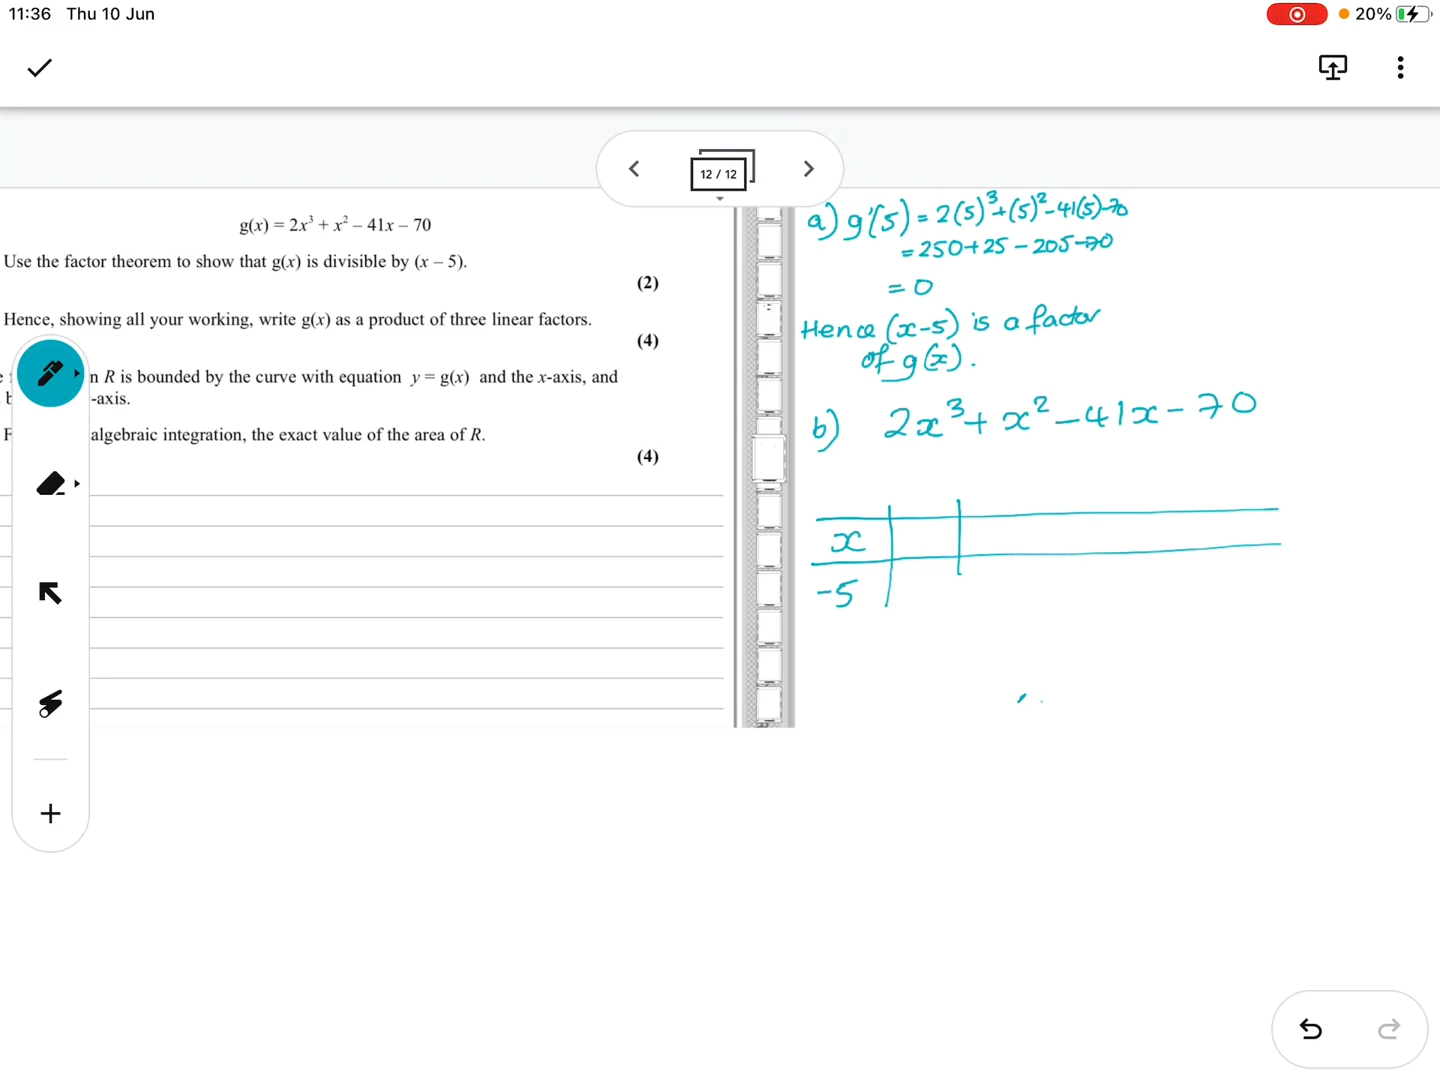 11:36 Thu 10 Jun
20%
12 / 12
g(x) = 2x³ + x² – 41x – 70
Use the factor theorem to show that g(x) is divisible by (x – 5).
(2)
Hence, showing all your working, write g(x) as a product of three linear factors.
(4)
n R is bounded by the curve with equation y = g(x) and the x-axis, and
-axis.
algebraic integration, the exact value of the area of R.
(4)
a) g(5) = 2(5)³+(5)²-41(5)-70
= 250+25-205-70
= 0
Hence (x-5) is a factor
of g(x).
b) 2x³+x²-41x-70
x
-5